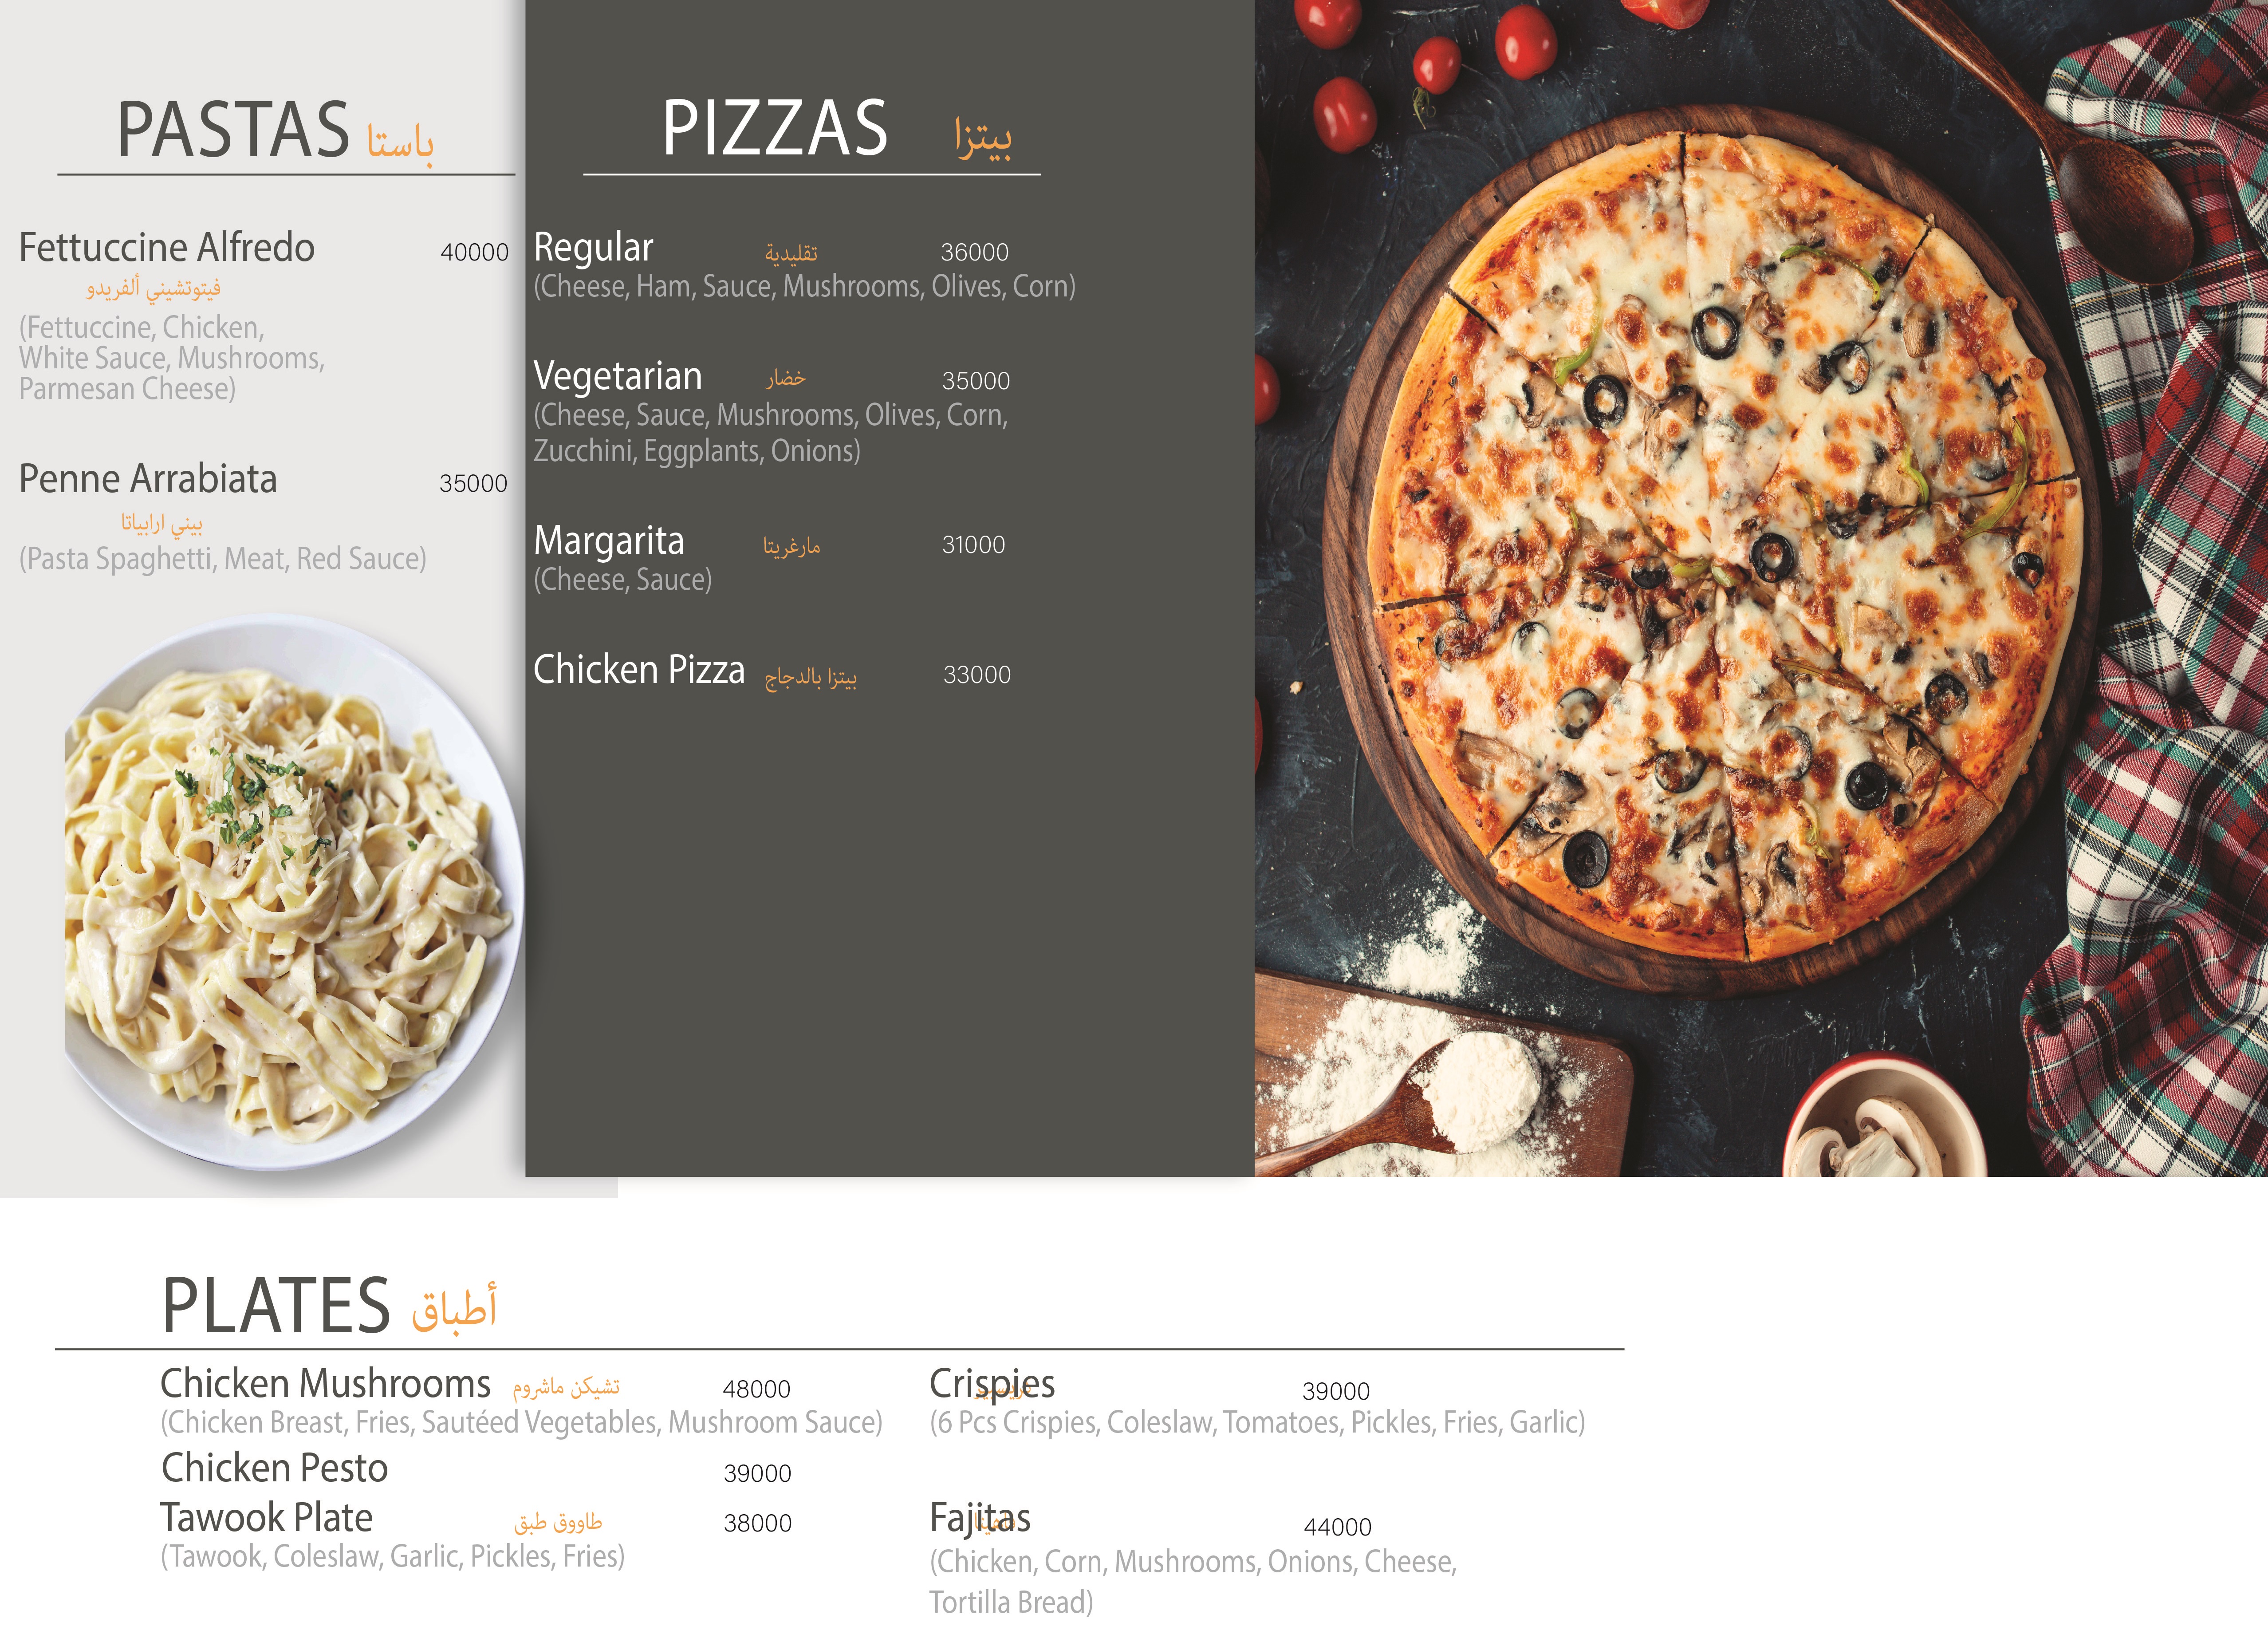 PASTAS باستا
Fettuccine Alfredo 40000
فيتوتشيني ألفريدو
(Fettuccine, Chicken,
White Sauce, Mushrooms,
Parmesan Cheese)
Penne Arrabiata 35000
بيني ارابياتا
(Pasta Spaghetti, Meat, Red Sauce)
PIZZAS بيتزا
Regular تقليدية 36000
(Cheese, Ham, Sauce, Mushrooms, Olives, Corn)
Vegetarian خضار 35000
(Cheese, Sauce, Mushrooms, Olives, Corn,
Zucchini, Eggplants, Onions)
Margarita مارغريتا 31000
(Cheese, Sauce)
Chicken Pizza بيتزا بالدجاج 33000
PLATES أطباق
Chicken Mushrooms تشيكن ماشروم 48000
(Chicken Breast, Fries, Sautéed Vegetables, Mushroom Sauce)
Chicken Pesto 39000
Tawook Plate طاووق طبق 38000
(Tawook, Coleslaw, Garlic, Pickles, Fries)
Crispies 39000
(6 Pcs Crispies, Coleslaw, Tomatoes, Pickles, Fries, Garlic)
Fajitas 44000
(Chicken, Corn, Mushrooms, Onions, Cheese,
Tortilla Bread)